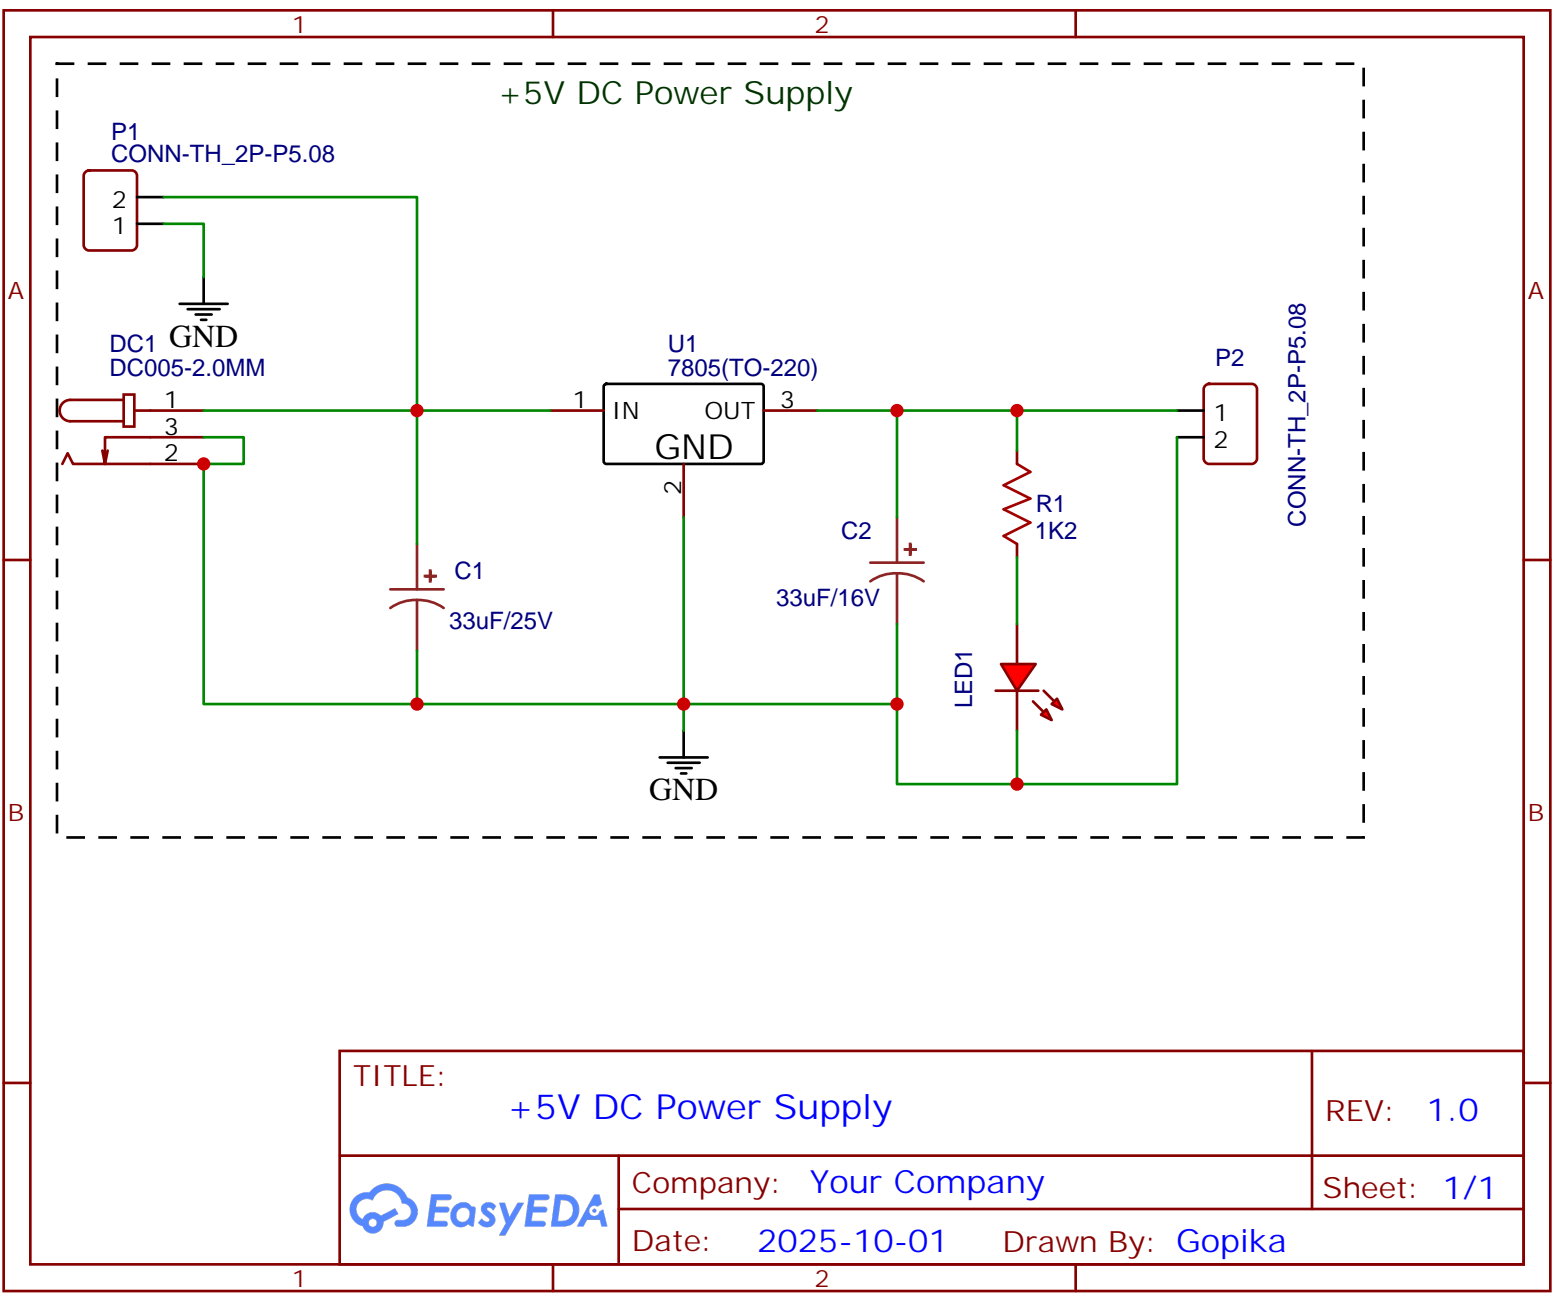 1 2
+5V DC Power Supply
P1
CONN-TH_2P-P5.08
2
1
GND
A
A
DC1
DC005-2.0MM
1
3
2
U1
7805(TO-220)
1
IN
OUT
3
GND
2
P2
1
2
CONN-TH_2P-P5.08
R1
1K2
C2
33uF/16V
+
C1
33uF/25V
+
LED1
GND
B
B
TITLE:
+5V DC Power Supply
REV: 1.0
EasyEDA
Company: Your Company
Sheet: 1/1
Date: 2025-10-01 Drawn By: Gopika
1 2